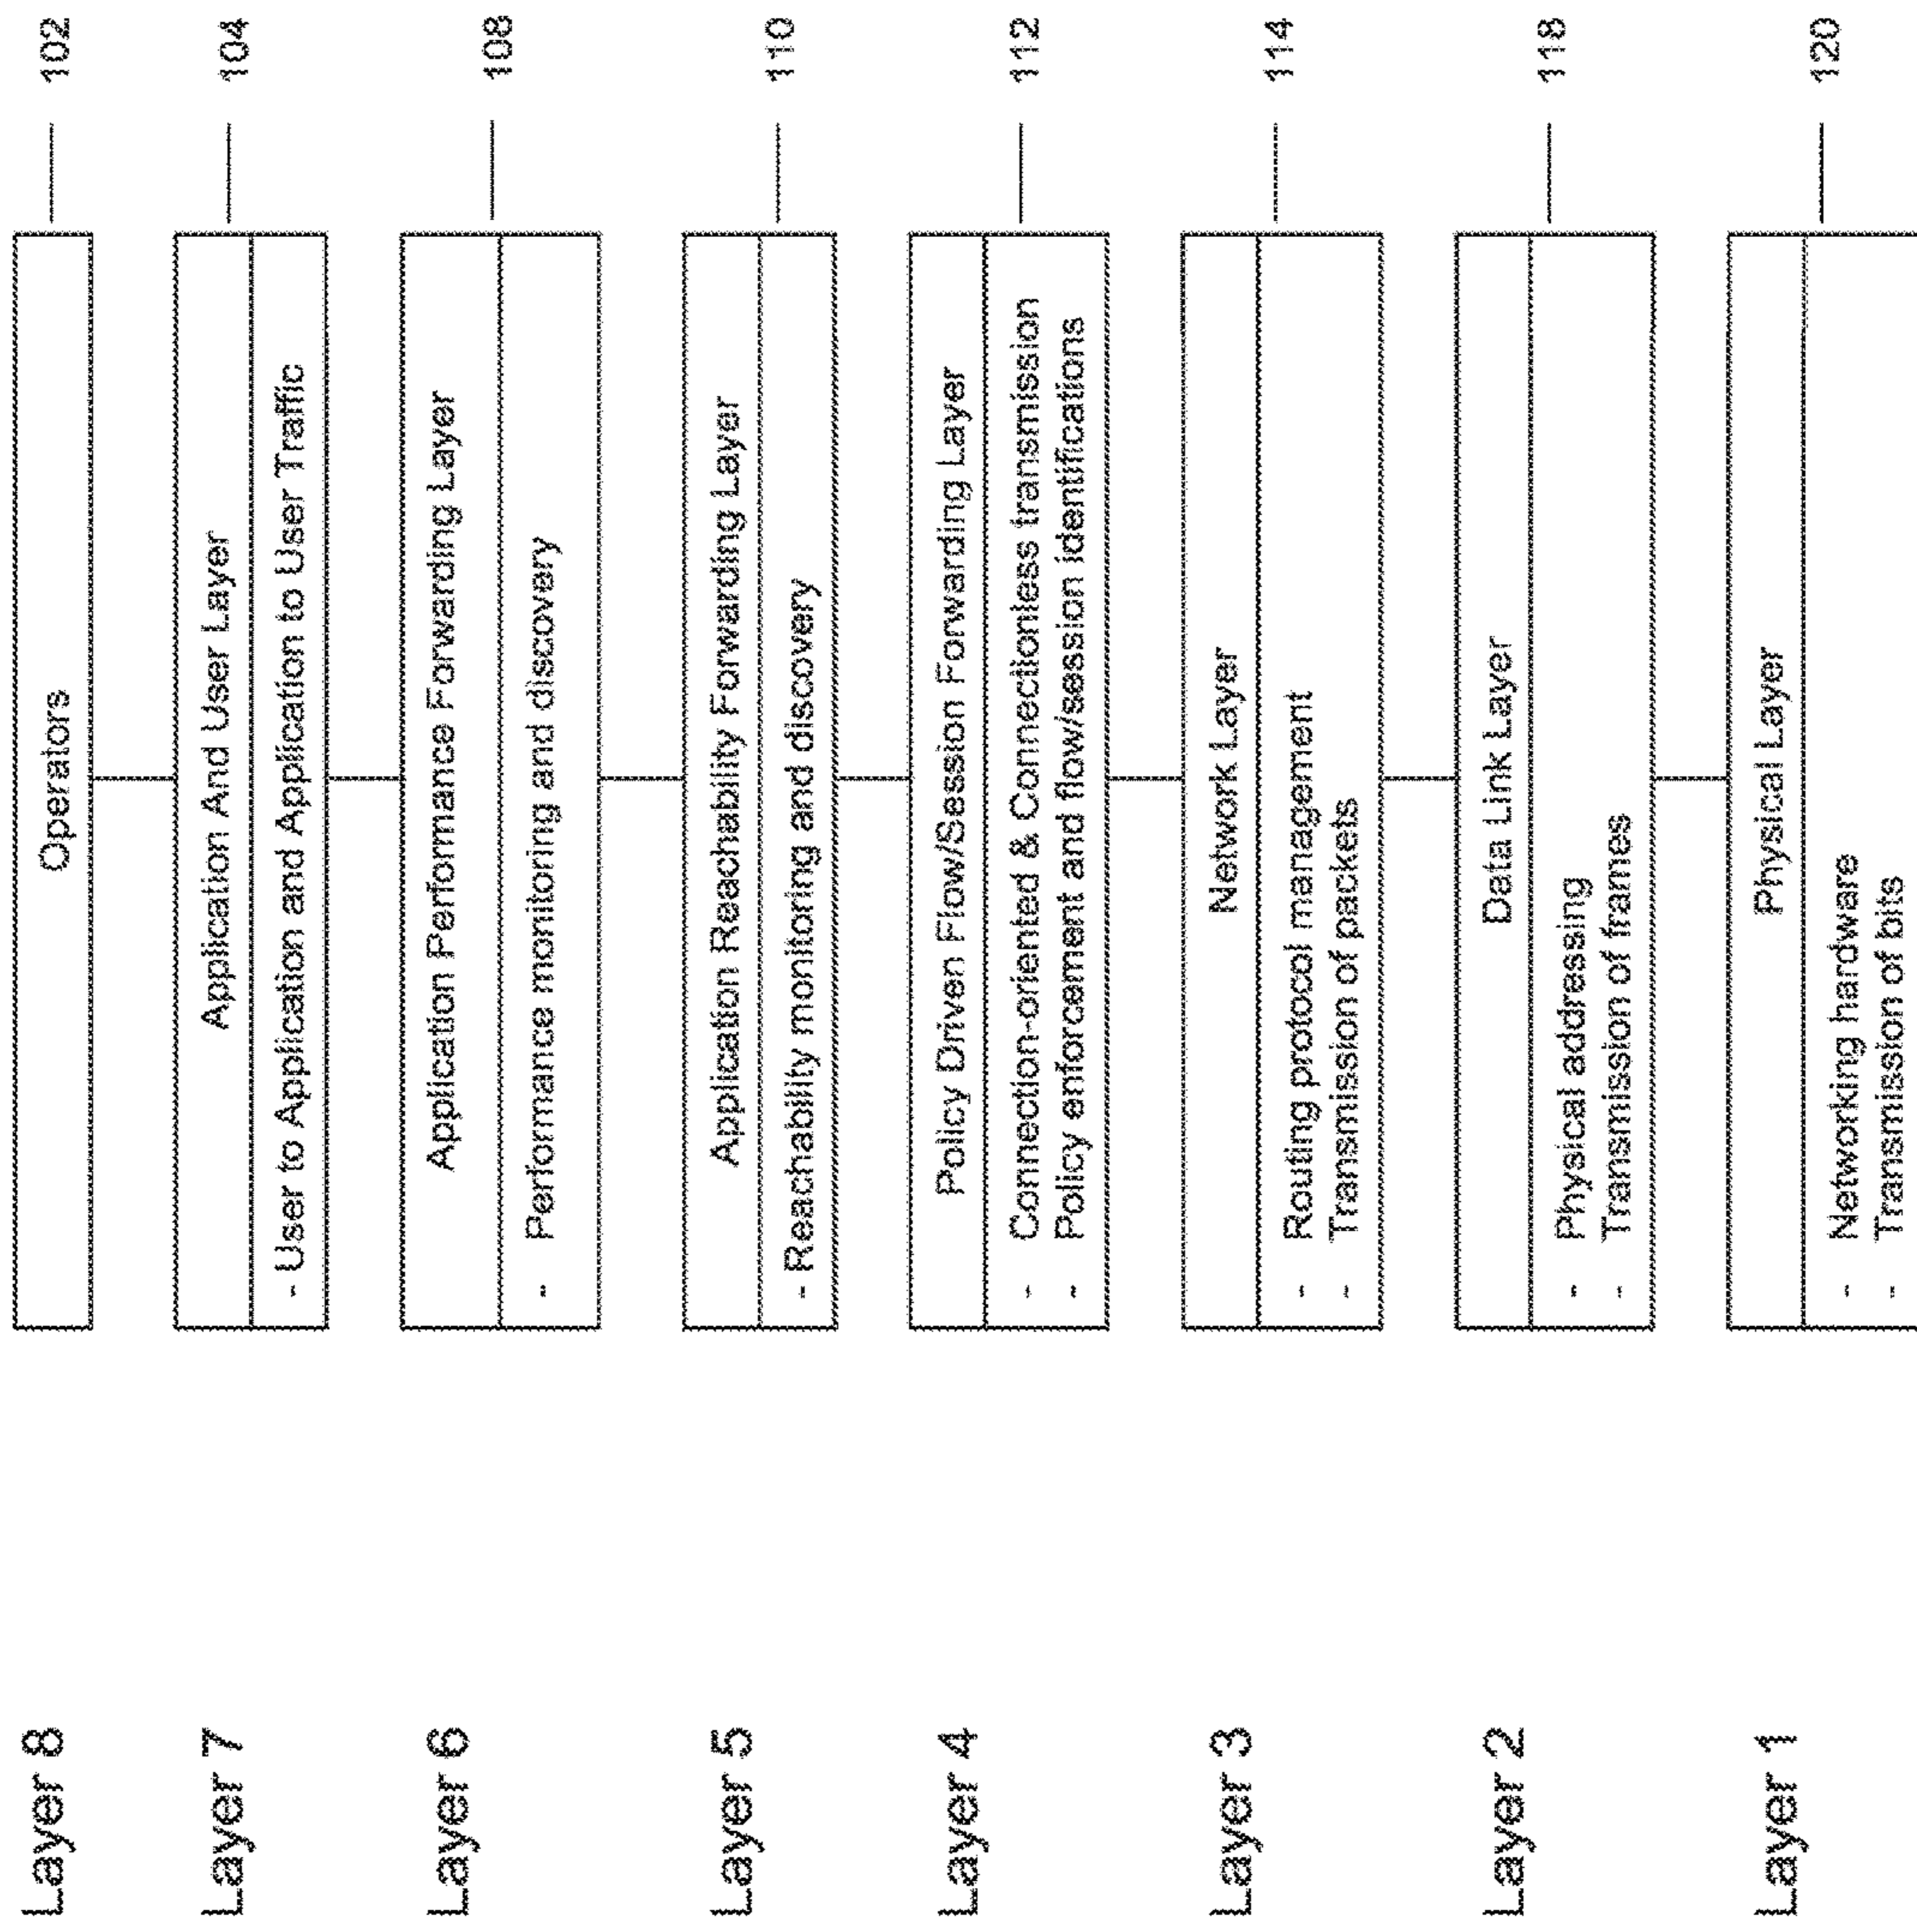 Layer 8
Operators
102
Layer 7
Application And User Layer
- User to Application and Application to User Traffic
104
Layer 6
Application Performance Forwarding Layer
- Performance monitoring and discovery
108
Layer 5
Application Reachability Forwarding Layer
- Reachability monitoring and discovery
110
Layer 4
Policy Driven Flow/Session Forwarding Layer
- Connection-oriented & Connectionless transmission
- Policy enforcement and flow/session identifications
112
Layer 3
Network Layer
- Routing protocol management
- Transmission of packets
114
Layer 2
Data Link Layer
- Physical addressing
- Transmission of frames
118
Layer 1
Physical Layer
- Networking hardware
- Transmission of bits
120